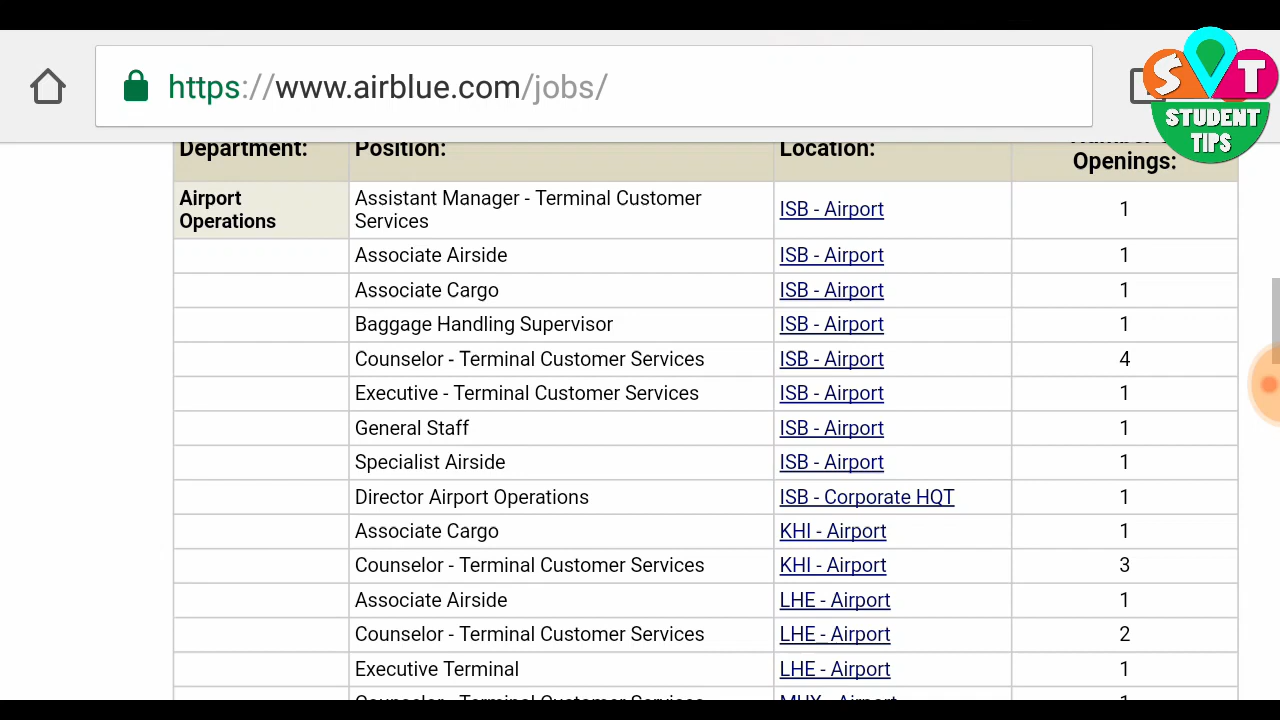 https://www.airblue.com/jobs/
SVT
STUDENT
TIPS
Department: Position: Location:
Openings:
Airport Operations Assistant Manager - Terminal Customer Services ISB - Airport 1
Associate Airside ISB - Airport 1
Associate Cargo ISB - Airport 1
Baggage Handling Supervisor ISB - Airport 1
Counselor - Terminal Customer Services ISB - Airport 4
Executive - Terminal Customer Services ISB - Airport 1
General Staff ISB - Airport 1
Specialist Airside ISB - Airport 1
Director Airport Operations ISB - Corporate HQT 1
Associate Cargo KHI - Airport 1
Counselor - Terminal Customer Services KHI - Airport 3
Associate Airside LHE - Airport 1
Counselor - Terminal Customer Services LHE - Airport 2
Executive Terminal LHE - Airport 1